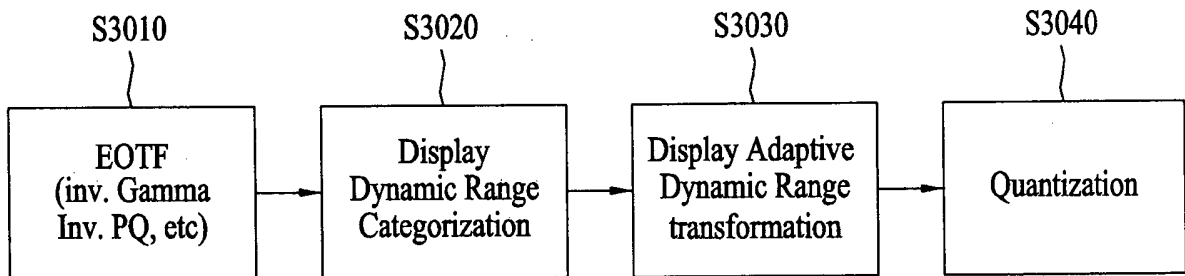 S3010
S3020
S3030
S3040
EOTF
(inv. Gamma
Inv. PQ, etc)
Display
Dynamic Range
Categorization
Display Adaptive
Dynamic Range
transformation
Quantization